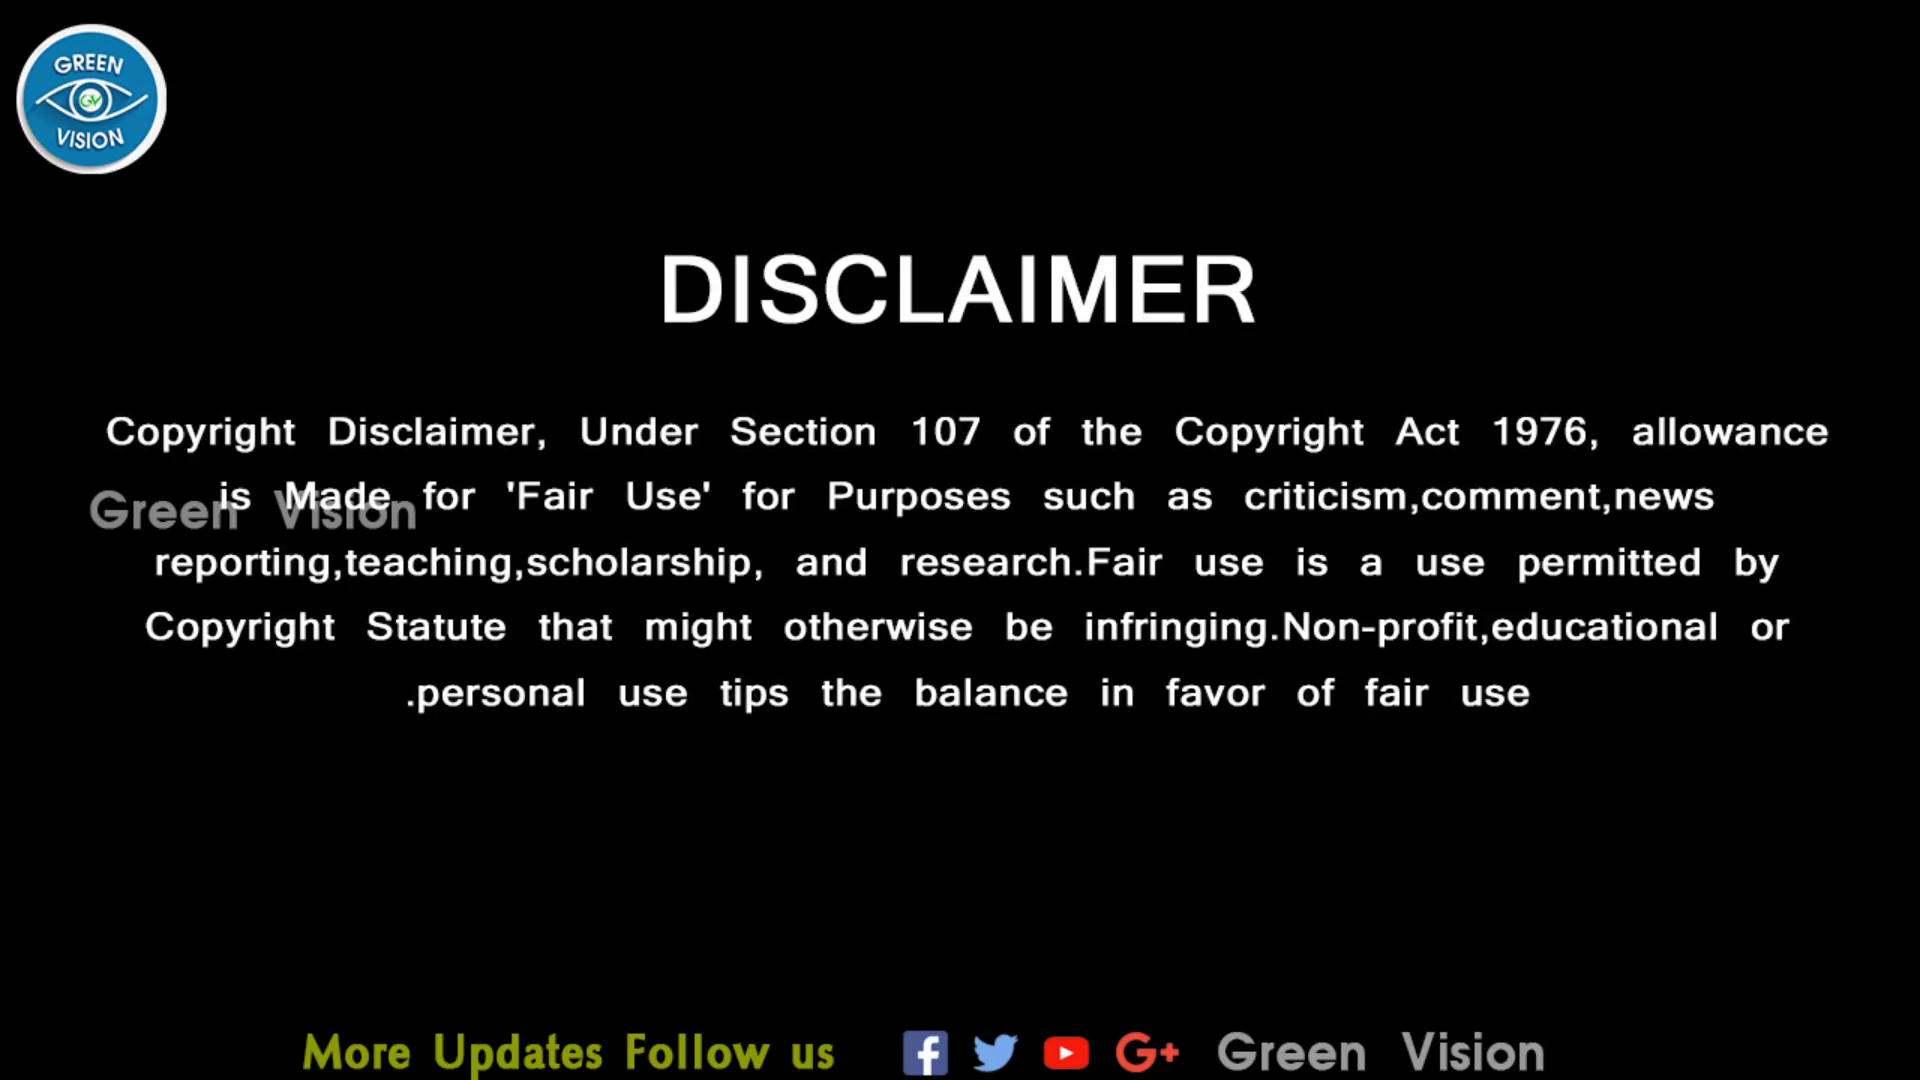 GREEN
GV
VISION
DISCLAIMER
Copyright Disclaimer, Under Section 107 of the Copyright Act 1976, allowance
is Made for 'Fair Use' for Purposes such as criticism,comment,news
Green Vision
reporting,teaching,scholarship, and research.Fair use is a use permitted by
Copyright Statute that might otherwise be infringing.Non-profit,educational or
.personal use tips the balance in favor of fair use
More Updates Follow us f G+ Green Vision